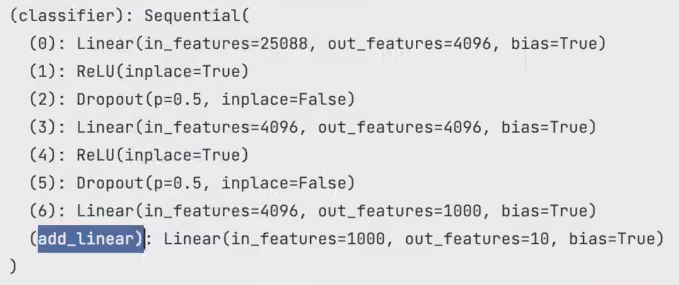 (classifier): Sequential(
(0): Linear(in_features=25088, out_features=4096, bias=True)
(1): ReLU(inplace=True)
(2): Dropout(p=0.5, inplace=False)
(3): Linear(in_features=4096, out_features=4096, bias=True)
(4): ReLU(inplace=True)
(5): Dropout(p=0.5, inplace=False)
(6): Linear(in_features=4096, out_features=1000, bias=True)
(add_linear): Linear(in_features=1000, out_features=10, bias=True)
)